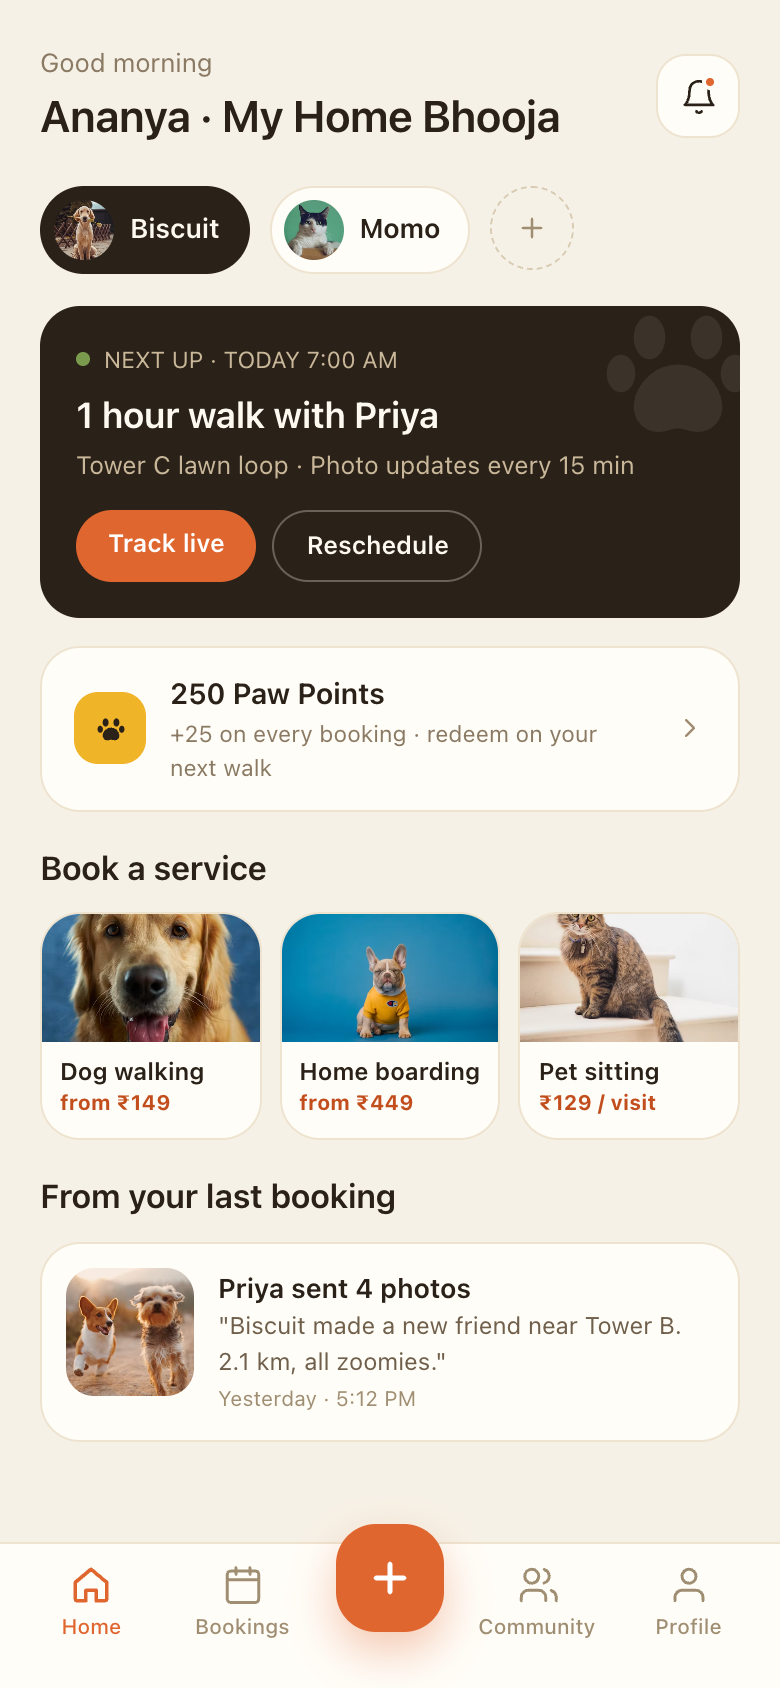 Good morning
Ananya · My Home Bhooja
Biscuit
Momo
NEXT UP · TODAY 7:00 AM
1 hour walk with Priya
Tower C lawn loop · Photo updates every 15 min
Track live
Reschedule
250 Paw Points
+25 on every booking · redeem on your
next walk
Book a service
Dog walking
from ₹149
Home boarding
from ₹449
Pet sitting
₹129 / visit
From your last booking
Priya sent 4 photos
"Biscuit made a new friend near Tower B.
2.1 km, all zoomies."
Yesterday · 5:12 PM
Home
Bookings
Community
Profile